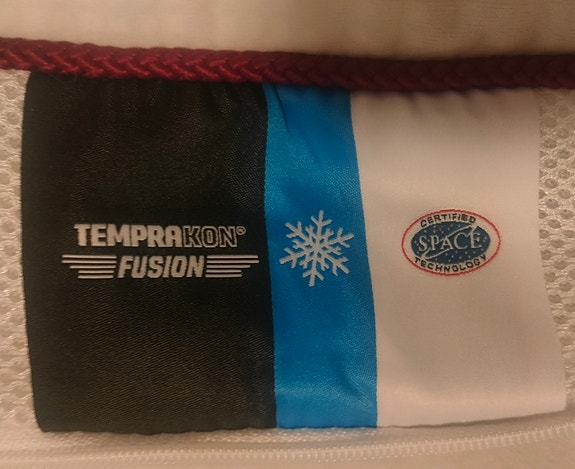 TEMPRAKON®
FUSION
CERTIFIED
SPACE
TECHNOLOGY